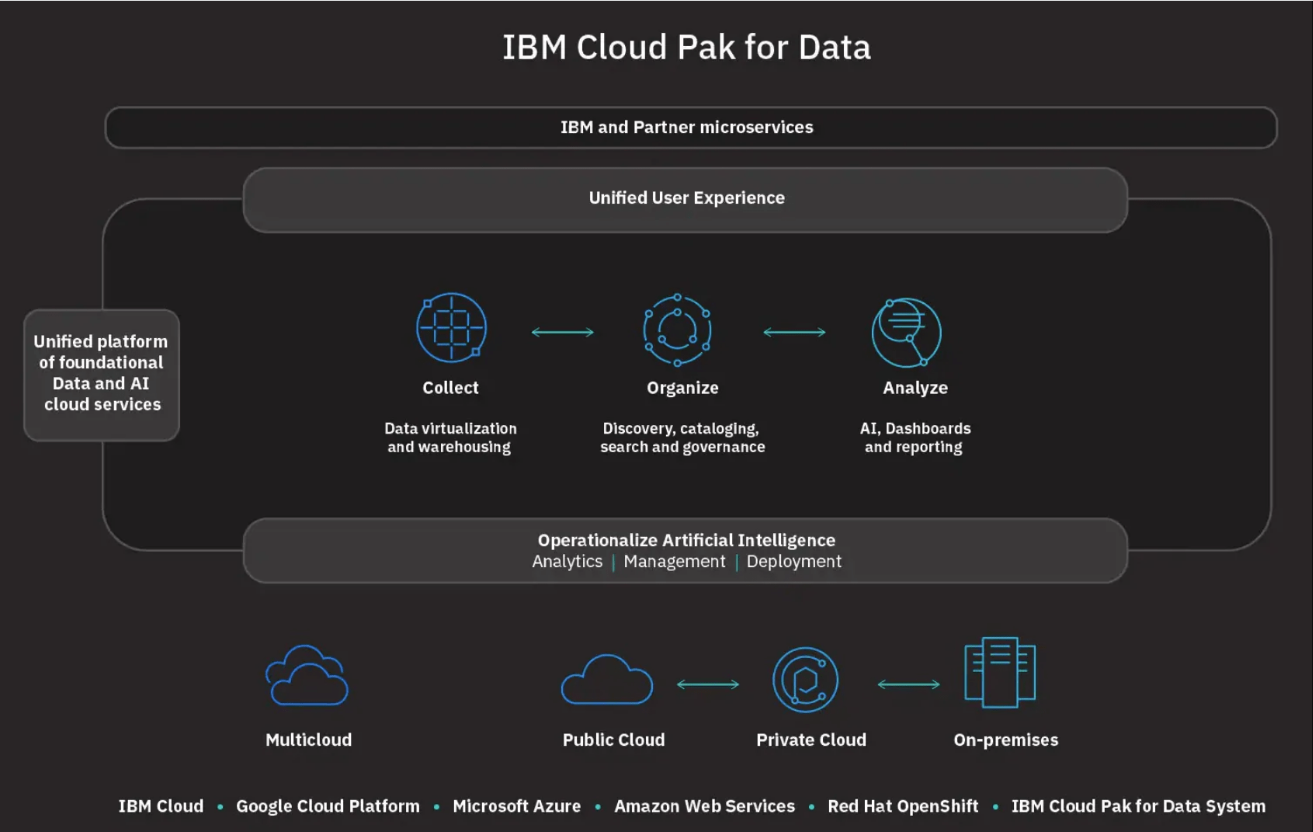 IBM Cloud Pak for Data
IBM and Partner microservices
Unified User Experience
Unified platform
of foundational
Data and AI
cloud services
Collect
Data virtualization
and warehousing
Organize
Discovery, cataloging,
search and governance
Analyze
AI, Dashboards
and reporting
Operationalize Artificial Intelligence
Analytics | Management | Deployment
Multicloud
Public Cloud
Private Cloud
On-premises
IBM Cloud • Google Cloud Platform • Microsoft Azure • Amazon Web Services • Red Hat OpenShift • IBM Cloud Pak for Data System